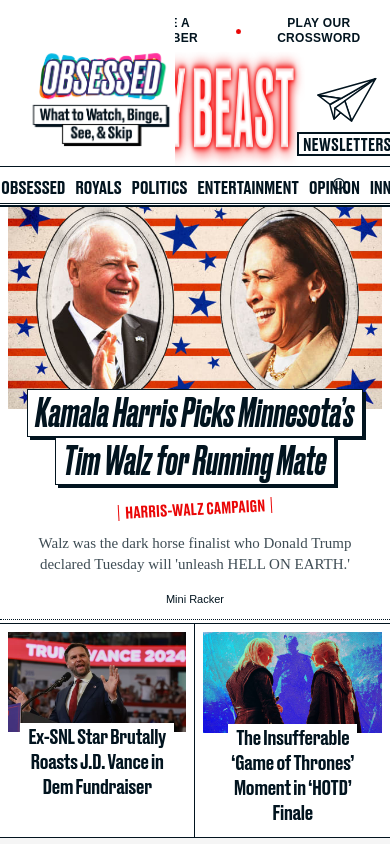 E A
BER
PLAY OUR
CROSSWORD
OBSESSED
What to Watch, Binge,
See, & Skip
Y BEAST
NEWSLETTERS
OBSESSED ROYALS POLITICS ENTERTAINMENT OPINION INN
Kamala Harris Picks Minnesota's
Tim Walz for Running Mate
HARRIS-WALZ CAMPAIGN
Walz was the dark horse finalist who Donald Trump
declared Tuesday will 'unleash HELL ON EARTH.'
Mini Racker
TRUMP VANCE 2024
Ex-SNL Star Brutally
Roasts J.D. Vance in
Dem Fundraiser
The Insufferable
‘Game of Thrones’
Moment in ‘HOTD’
Finale